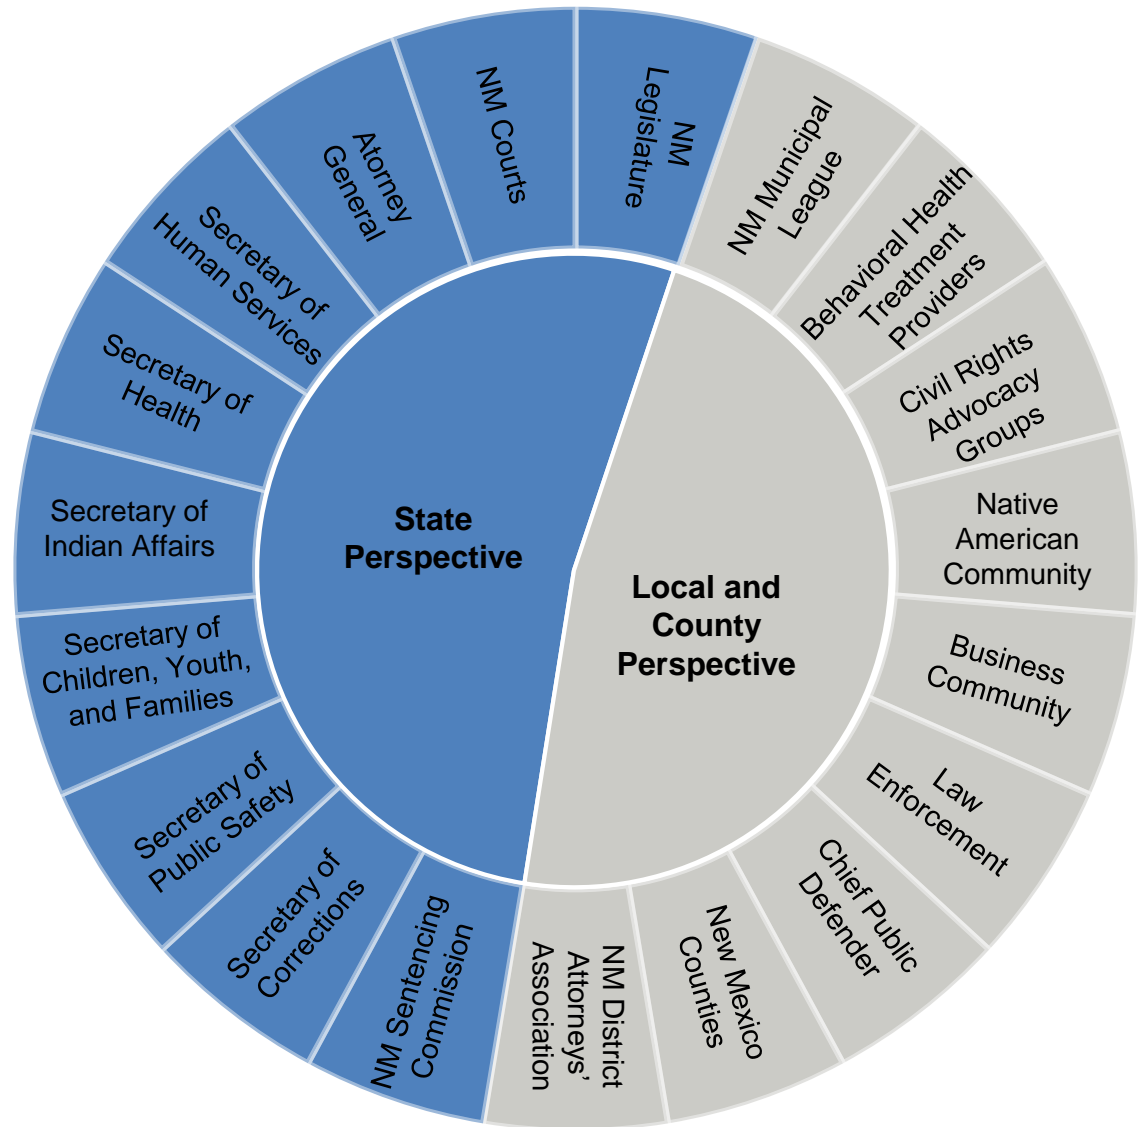 NM
Legislature
NM Municipal
League
Behavioral Health
Treatment
Providers
Civil Rights
Advocacy
Groups
Native
American
Community
Business
Community
Law
Enforcement
Chief Public
Defender
New Mexico
Counties
NM District
Attorneys’
Association
NM Sentencing
Commission
Secretary of
Corrections
Secretary of
Public Safety
Secretary of
Children, Youth,
and Families
Secretary of
Indian Affairs
Secretary of
Health
Secretary of
Human Services
Atorney
General
NM Courts
State
Perspective
Local and
County
Perspective